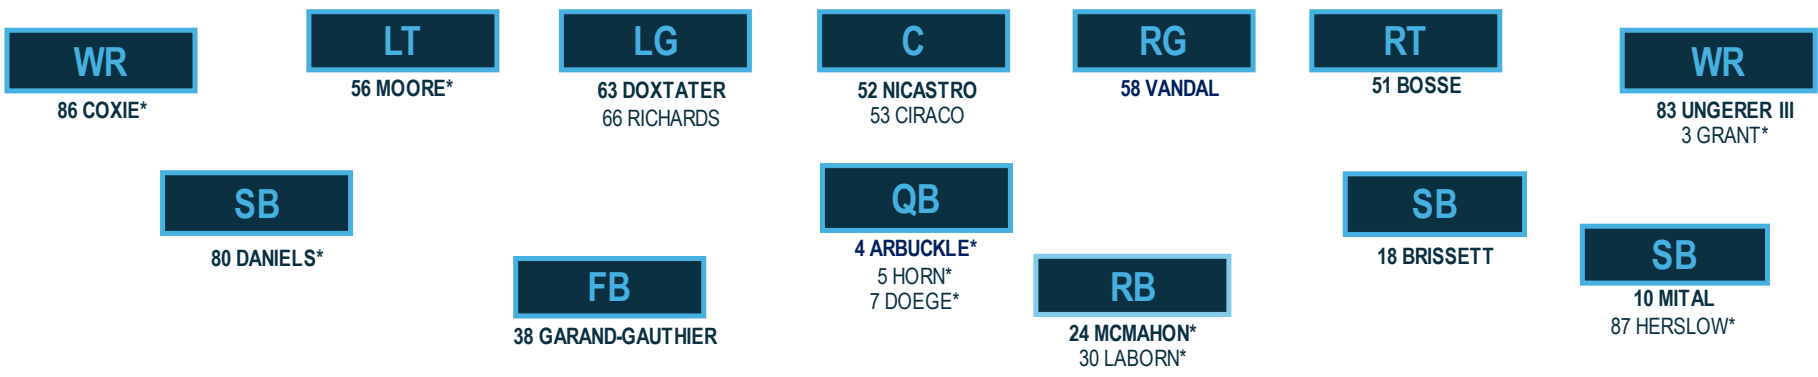 WR
86 COXIE*
LT
56 MOORE*
LG
63 DOXTATER
66 RICHARDS
C
52 NICASTRO
53 CIRACO
RG
58 VANDAL
RT
51 BOSSE
WR
83 UNGERER III
3 GRANT*
SB
80 DANIELS*
FB
38 GARAND-GAUTHIER
QB
4 ARBUCKLE*
5 HORN*
7 DOEGE*
RB
24 MCMAHON*
30 LABORN*
SB
18 BRISSETT
SB
10 MITAL
87 HERSLOW*